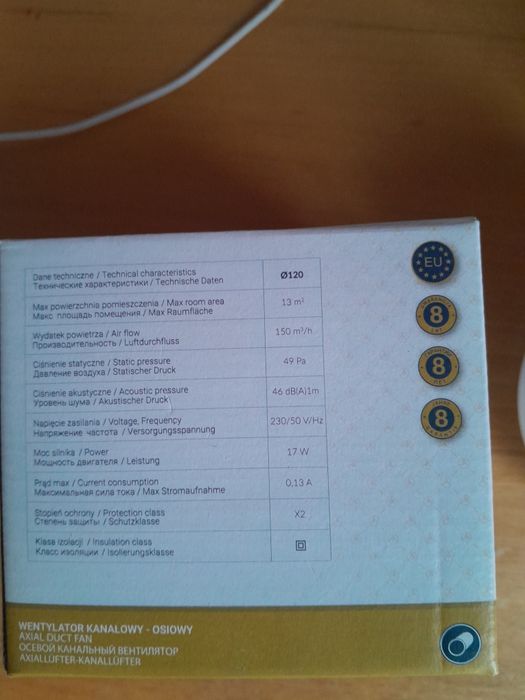 Dane techniczne / Technical characteristics
Технические характеристики / Technische Daten
Ø120
Max powierzchnia pomieszczenia / Max room area
Макс площадь помещения / Max Raumfläche
13 m²
Wydatek powietrza / Air flow
Производительность / Luftdurchfluss
150 m³/h
Ciśnienie statyczne / Static pressure
Давление воздуха / Statischer Druck
49 Pa
Ciśnienie akustyczne / Acoustic pressure
Уровень шума / Akustischer Druck
46 dB(A)1m
Napięcie zasilania / Voltage, Frequency
Напряжение частота / Versorgungsspannung
230/50 V/Hz
Moc silnika / Power
Мощность двигателя / Leistung
17 W
Prąd max / Current consumption
Максимальная сила тока / Max Stromaufnahme
0,13 A
Stopień ochrony / Protection class
Степень защиты / Schutzklasse
X2
Klasa izolacji / Insulation class
Класс изоляции / Isolierungsklasse
EU
8
8
8
WENTYLATOR KANAŁOWY - OSIOWY
AXIAL DUCT FAN
ОСЕВОЙ КАНАЛЬНЫЙ ВЕНТИЛЯТОР
AXIALLÜFTER-KANALLÜFTER